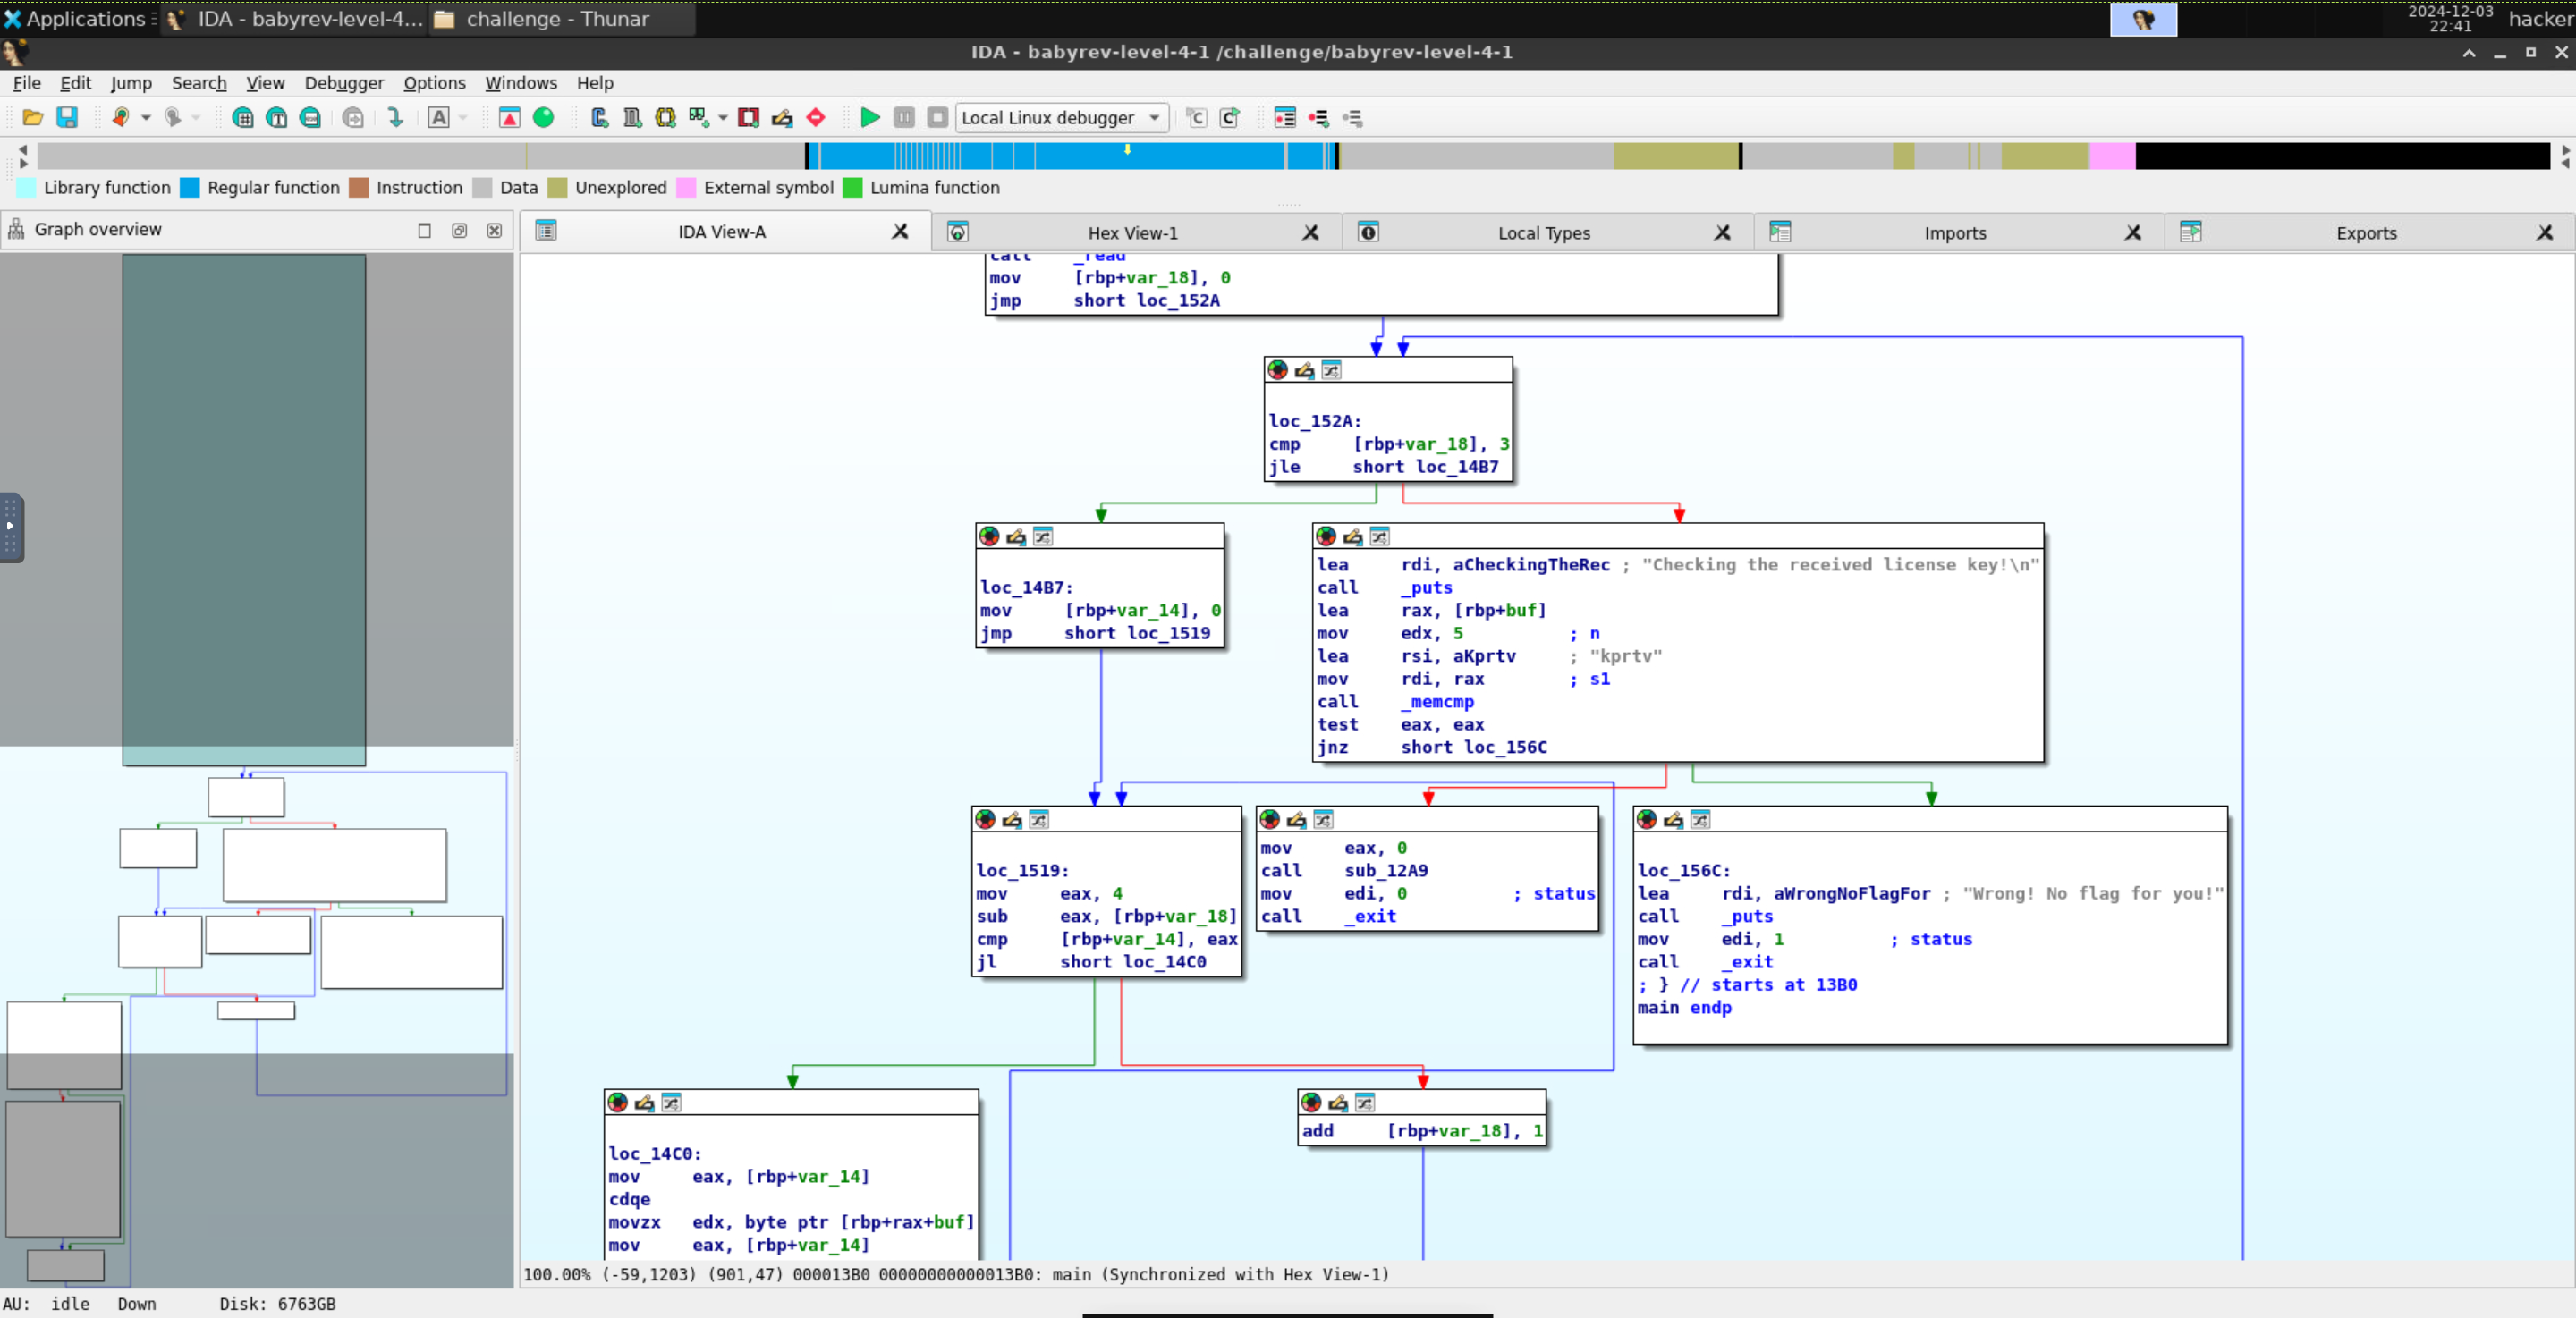 Applications
IDA - babyrev-level-4...
challenge - Thunar
2024-12-03
22:41
hacker
IDA - babyrev-level-4-1 /challenge/babyrev-level-4-1
File Edit Jump Search View Debugger Options Windows Help
Local Linux debugger
Library function Regular function Instruction Data Unexplored External symbol Lumina function
Graph overview
IDA View-A
Hex View-1
Local Types
Imports
Exports
call _read
mov [rbp+var_18], 0
jmp short loc_152A
loc_152A:
cmp [rbp+var_18], 3
jle short loc_14B7
loc_14B7:
mov [rbp+var_14], 0
jmp short loc_1519
lea rdi, aCheckingTheRec ; "Checking the received license key!\n"
call _puts
lea rax, [rbp+buf]
mov edx, 5 ; n
lea rsi, aKprtv ; "kprtv"
mov rdi, rax ; s1
call _memcmp
test eax, eax
jnz short loc_156C
loc_1519:
mov eax, 4
sub eax, [rbp+var_18]
cmp [rbp+var_14], eax
jl short loc_14C0
mov eax, 0
call sub_12A9
mov edi, 0 ; status
call _exit
loc_156C:
lea rdi, aWrongNoFlagFor ; "Wrong! No flag for you!"
call _puts
mov edi, 1 ; status
call _exit
; } // starts at 13B0
main endp
loc_14C0:
mov eax, [rbp+var_14]
cdqe
movzx edx, byte ptr [rbp+rax+buf]
mov eax, [rbp+var_14]
add [rbp+var_18], 1
100.00% (-59,1203) (901,47) 000013B0 00000000000013B0: main (Synchronized with Hex View-1)
AU: idle Down Disk: 6763GB